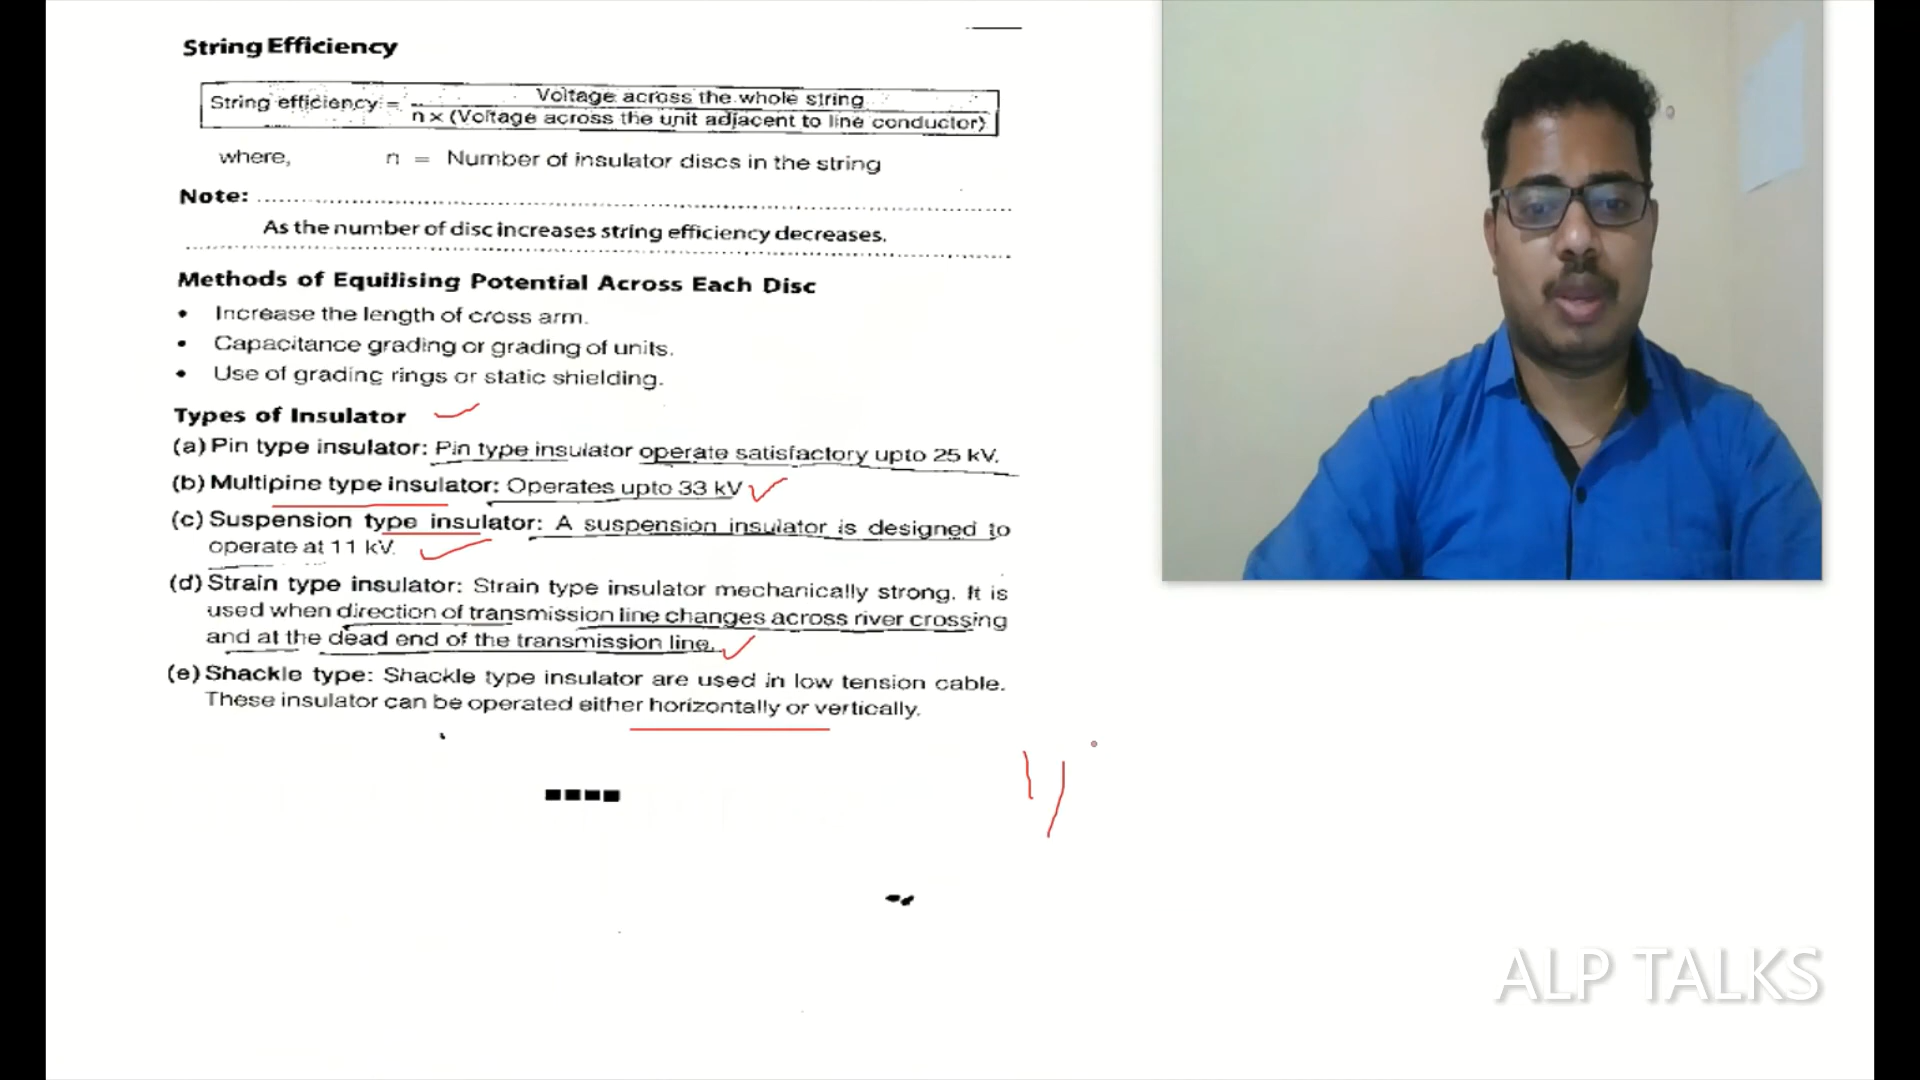 String Efficiency
String efficiency = Voltage across the whole string
n × (Voltage across the unit adjacent to line conductor)
where, n = Number of insulator discs in the string
Note:
As the number of disc increases string efficiency decreases.
Methods of Equilising Potential Across Each Disc
• Increase the length of cross arm.
• Capacitance grading or grading of units.
• Use of grading rings or static shielding.
Types of Insulator
(a) Pin type insulator: Pin type insulator operate satisfactory upto 25 kV.
(b) Multipine type insulator: Operates upto 33 kV
(c) Suspension type insulator: A suspension insulator is designed to
operate at 11 kV.
(d) Strain type insulator: Strain type insulator mechanically strong. It is
used when direction of transmission line changes across river crossing
and at the dead end of the transmission line.
(e) Shackle type: Shackle type insulator are used in low tension cable.
These insulator can be operated either horizontally or vertically.
ALP TALKS